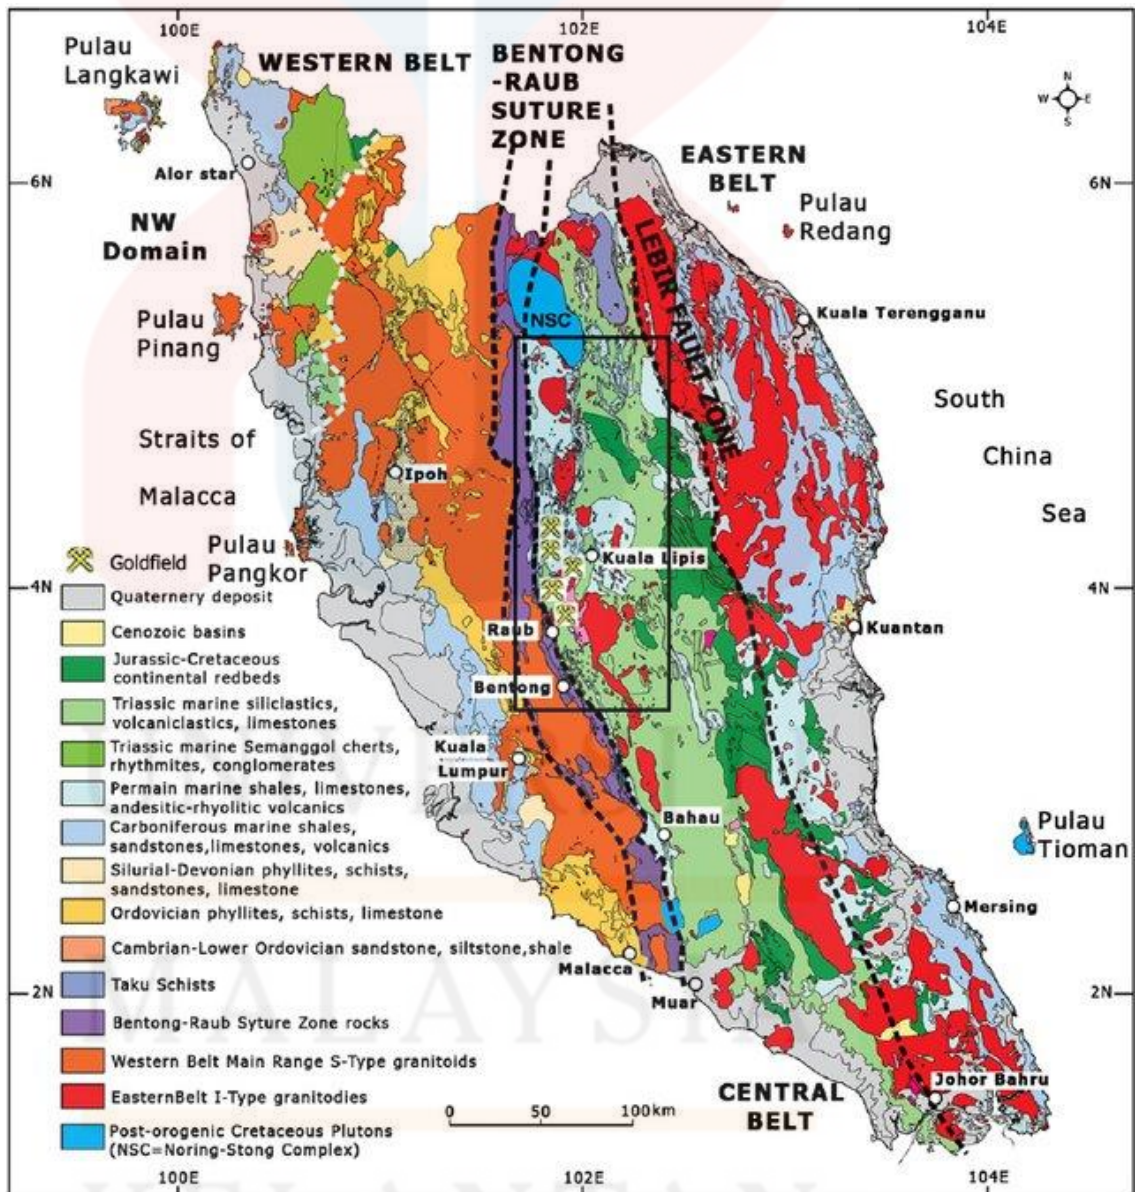 100E
102E
104E
Pulau
Langkawi
WESTERN BELT
BENTONG
-RAUB
SUTURE
ZONE
N
W
E
S
EASTERN
BELT
Alor star
6N
6N
NW
Domain
Pulau
Redang
LEBIR FAULT ZONE
NSC
Pulau
Pinang
Kuala Terengganu
South
China
Sea
Straits of
Malacca
Ipoh
Pulau
Pangkor
Kuala Lipis
4N
4N
Raub
Kuantan
Bentong
Kuala
Lumpur
Bahau
Pulau
Tioman
Mersing
Malacca
Muar
2N
2N
Johor Bahru
CENTRAL
BELT
Goldfield
Quaternery deposit
Cenozoic basins
Jurassic-Cretaceous
continental redbeds
Triassic marine siliclastics,
volcaniclastics, limestones
Triassic marine Semanggol cherts,
rhythmites, conglomerates
Permain marine shales, limestones,
andesitic-rhyolitic volcanics
Carboniferous marine shales,
sandstones,limestones, volcanics
Silurial-Devonian phyllites, schists,
sandstones, limestone
Ordovician phyllites, schists, limestone
Cambrian-Lower Ordovician sandstone, siltstone,shale
Taku Schists
Bentong-Raub Syture Zone rocks
Western Belt Main Range S-Type granitoids
EasternBelt I-Type granitodies
Post-orogenic Cretaceous Plutons
(NSC=Noring-Stong Complex)
0 50 100km
100E
102E
104E
MALAYSIA
KELANTAN